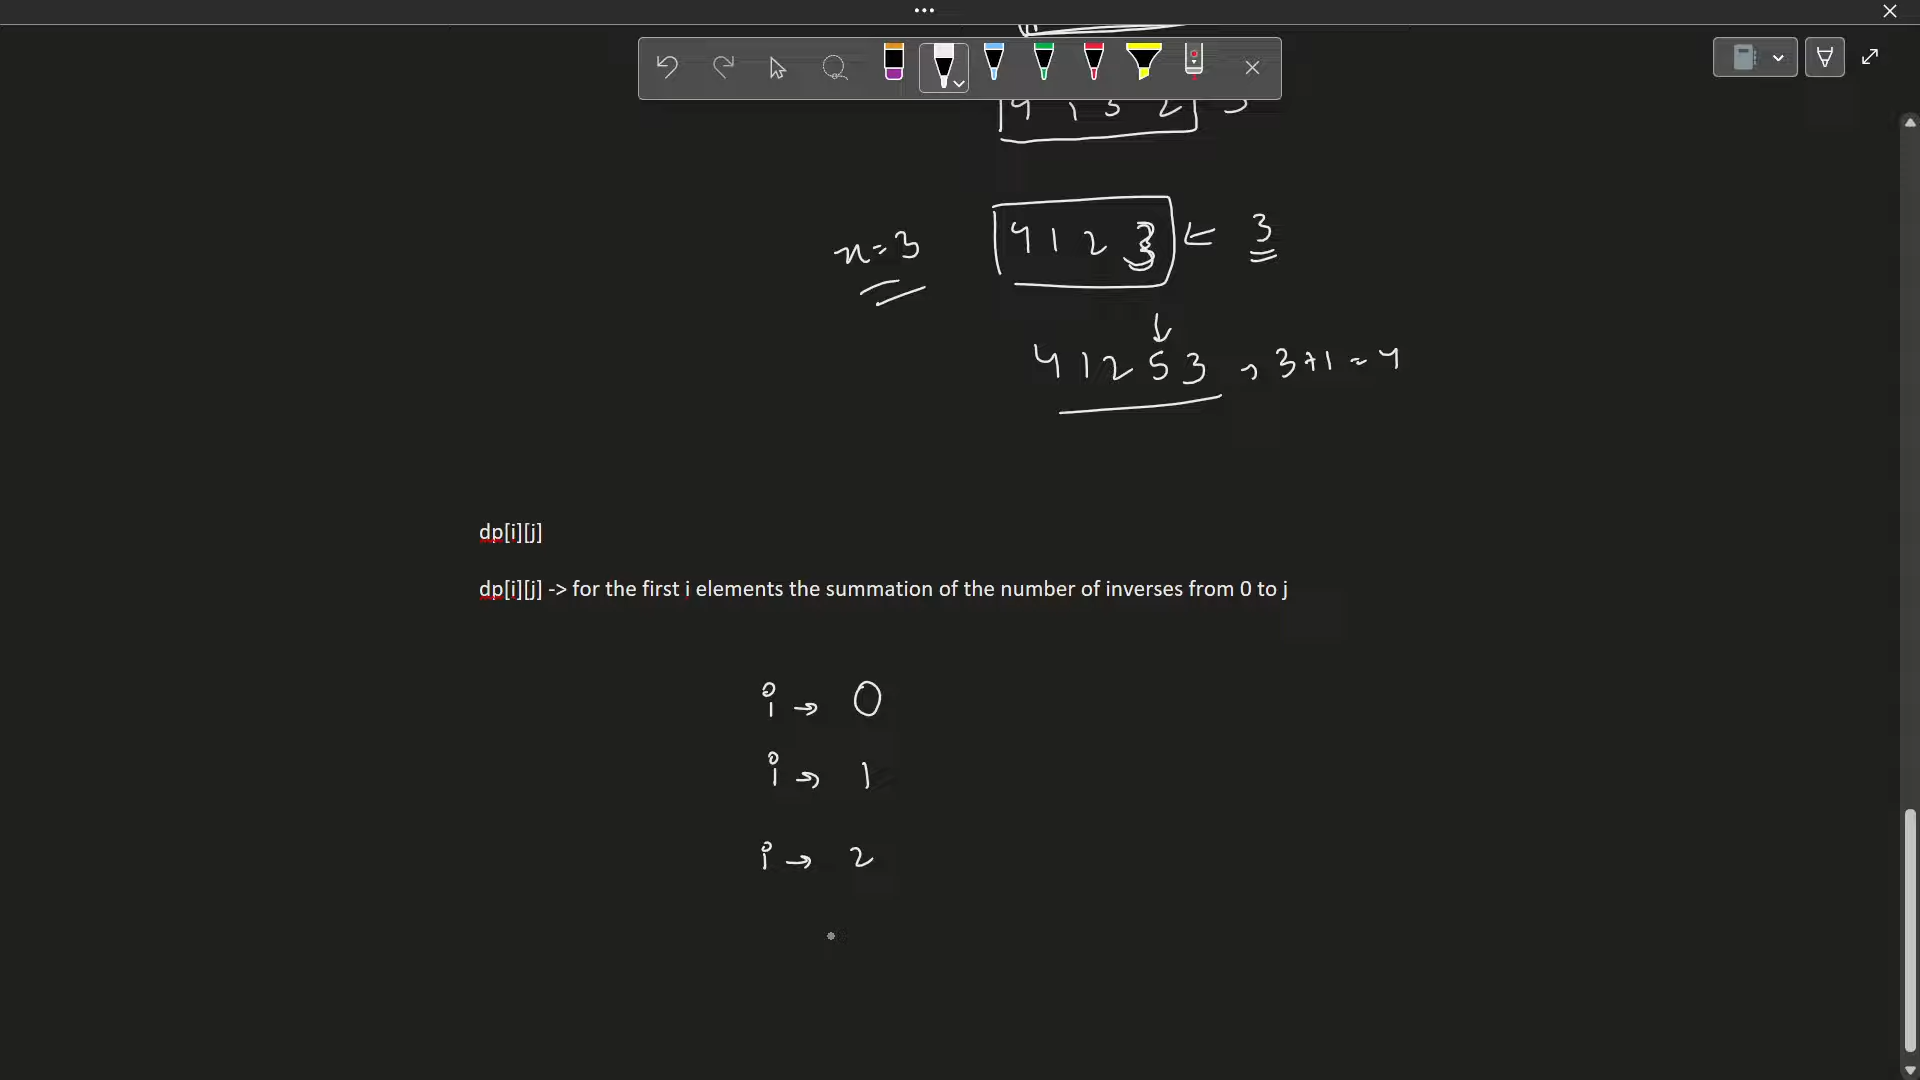 n=3 4 1 2 3 ← 3
4 1 2 5 3 → 3+1=4
dp[i][j]
dp[i][j] -> for the first i elements the summation of the number of inverses from 0 to j
i → 0
i → 1
i → 2